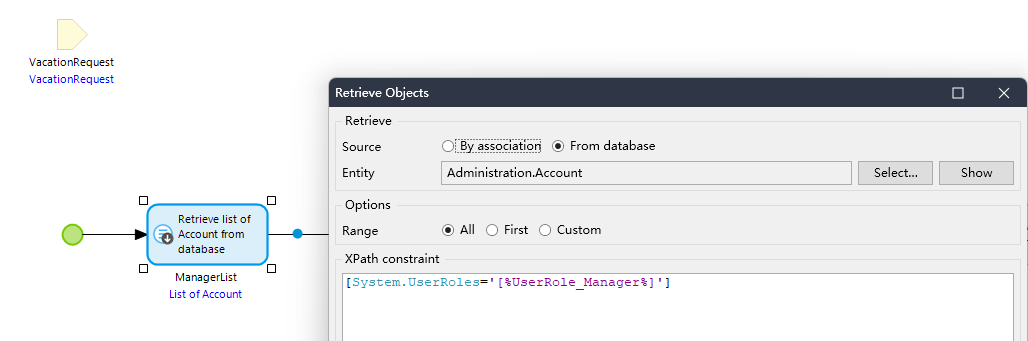 VacationRequest
VacationRequest
Retrieve Objects
Retrieve
Source By association From database
Entity Administration.Account Select... Show
Options
Range All First Custom
XPath constraint
[System.UserRoles='[%UserRole_Manager%]']
Retrieve list of
Account from
database
ManagerList
List of Account